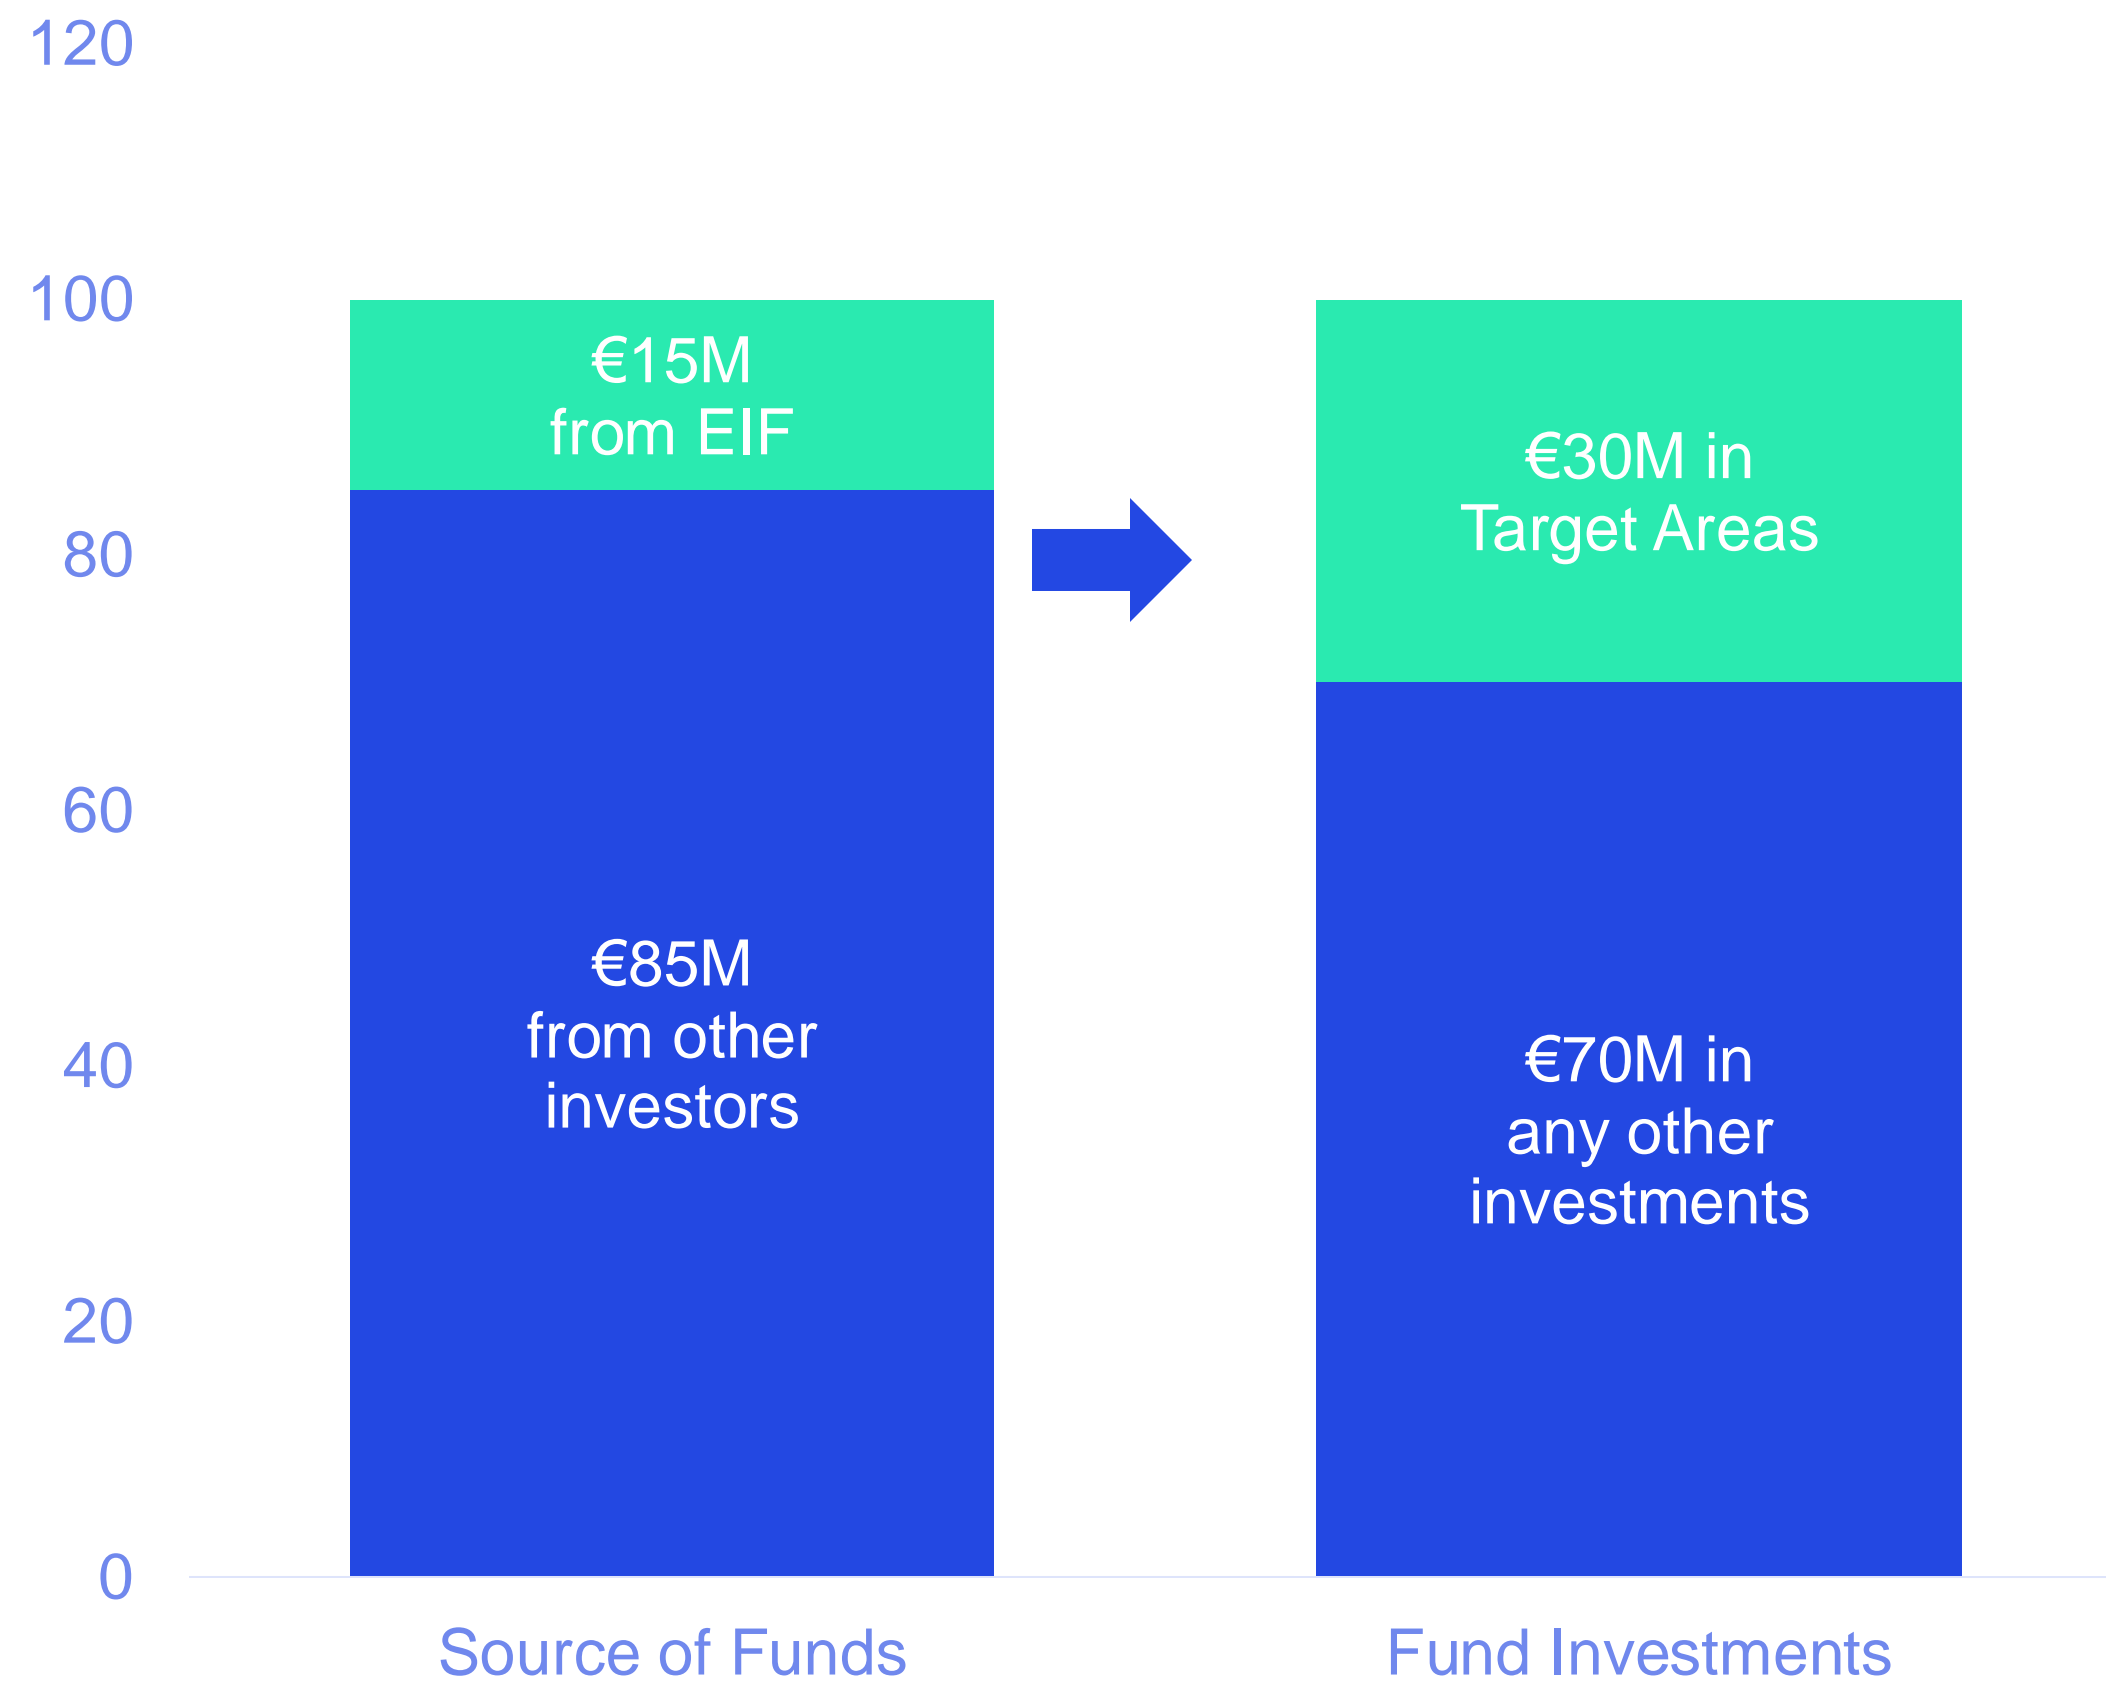 120
100
80
60
40
20
0
€15M
from EIF
€85M
from other
investors
€30M in
Target Areas
€70M in
any other
investments
Source of Funds
Fund Investments